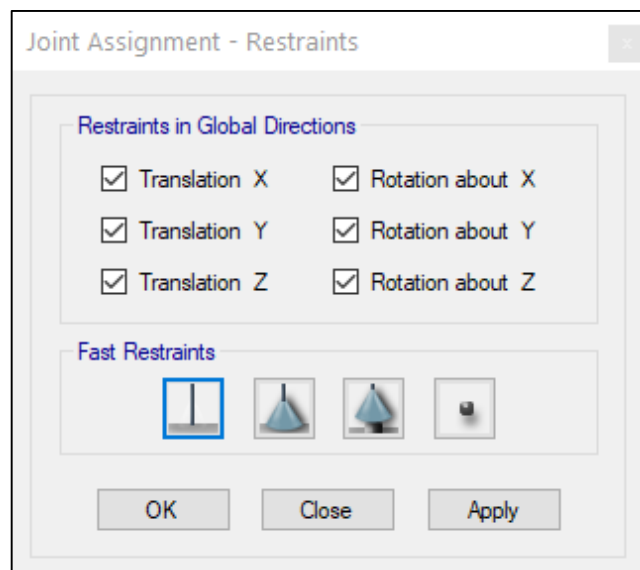 Joint Assignment - Restraints
x
Restraints in Global Directions
Translation X
Rotation about X
Translation Y
Rotation about Y
Translation Z
Rotation about Z
Fast Restraints
OK
Close
Apply